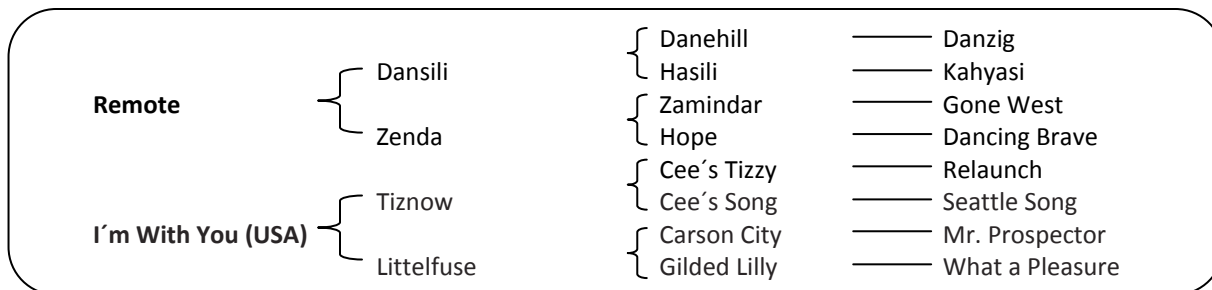 Danehill Danzig
Dansili
Hasili Kahyasi
Remote
Zamindar Gone West
Zenda
Hope Dancing Brave
Cee´s Tizzy Relaunch
Tiznow
Cee´s Song Seattle Song
I´m With You (USA)
Carson City Mr. Prospector
Littelfuse
Gilded Lilly What a Pleasure